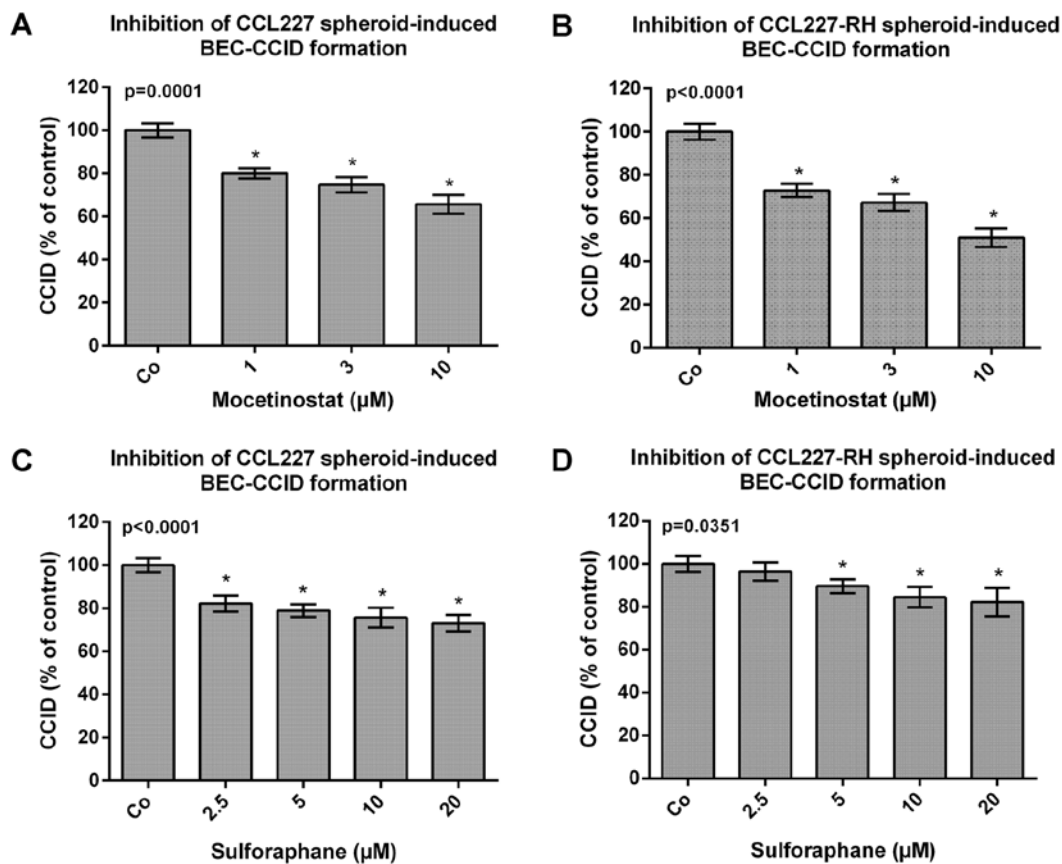 A
Inhibition of CCL227 spheroid-induced
BEC-CCID formation
p=0.0001
CCID (% of control)
120
100
80
60
40
20
0
*
*
*
Co
1
3
10
Mocetinostat (µM)
B
Inhibition of CCL227-RH spheroid-induced
BEC-CCID formation
p<0.0001
CCID (% of control)
120
100
80
60
40
20
0
*
*
*
Co
1
3
10
Mocetinostat (µM)
C
Inhibition of CCL227 spheroid-induced
BEC-CCID formation
p<0.0001
CCID (% of control)
120
100
80
60
40
20
0
*
*
*
*
Co
2.5
5
10
20
Sulforaphane (µM)
D
Inhibition of CCL227-RH spheroid-induced
BEC-CCID formation
p=0.0351
CCID (% of control)
120
100
80
60
40
20
0
*
*
*
Co
2.5
5
10
20
Sulforaphane (µM)